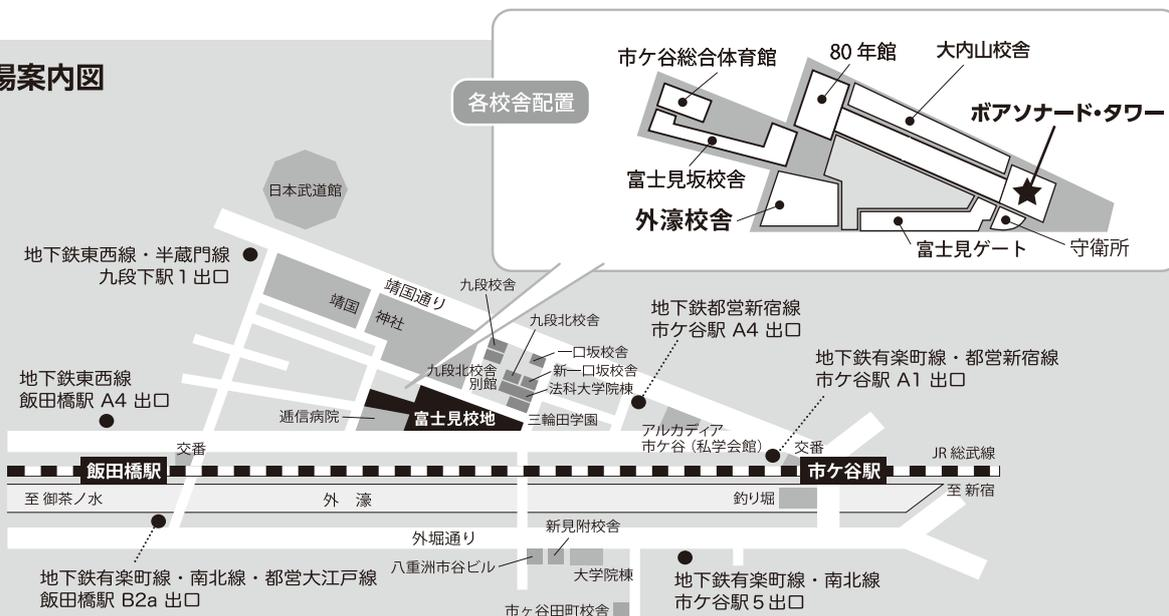 場案内図
各校舎配置
市ケ谷総合体育館
80 年館
大内山校舎
ボアソナード・タワー
富士見坂校舎
外濠校舎
富士見ゲート
守衛所
日本武道館
地下鉄東西線・半蔵門線
九段下駅 1 出口
靖国
神社
靖国通り
九段校舎
九段北校舎
一口坂校舎
新一口坂校舎
法科大学院棟
九段北校舎
別館
三輪田学園
地下鉄都営新宿線
市ケ谷駅 A4 出口
地下鉄有楽町線・都営新宿線
市ケ谷駅 A1 出口
地下鉄東西線
飯田橋駅 A4 出口
逓信病院
富士見校地
アルカディア
市ケ谷（私学会館）
交番
交番
JR 総武線
飯田橋駅
市ケ谷駅
至 御茶ノ水
外　濠
釣り堀
至 新宿
外堀通り
新見附校舎
八重洲市谷ビル
大学院棟
地下鉄有楽町線・南北線・都営大江戸線
飯田橋駅 B2a 出口
地下鉄有楽町線・南北線
市ケ谷駅 5 出口
市ヶ谷田町校舎